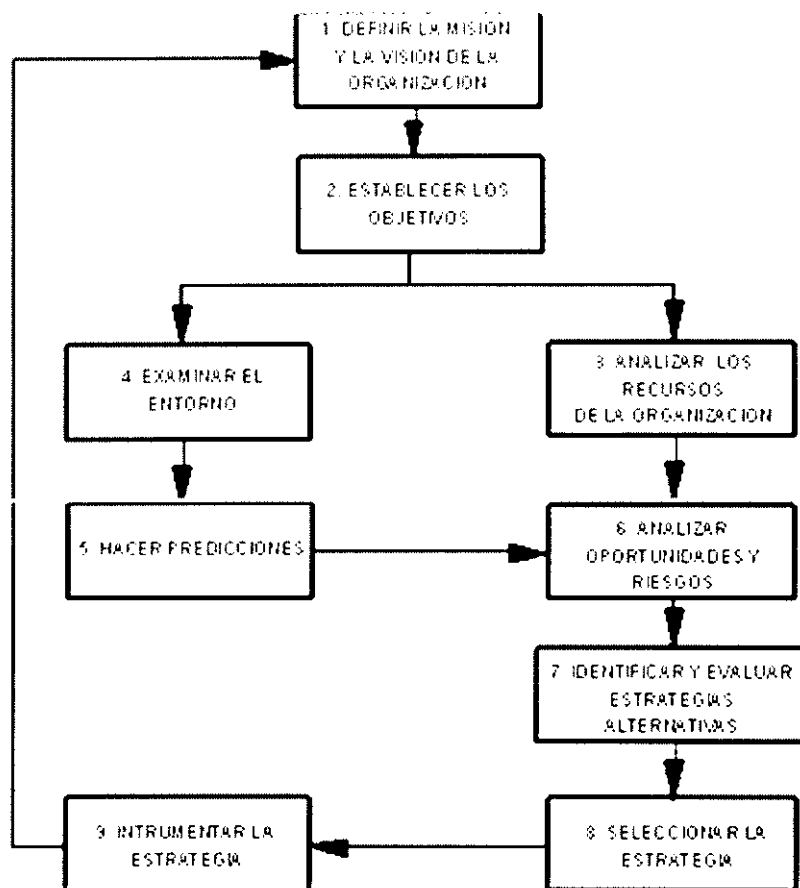 1. DEFINIR LA MISION
Y LA VISION DE LA
ORGANIZACION
2. ESTABLECER LOS
OBJETIVOS
4. EXAMINAR EL
ENTORNO
3. ANALIZAR LOS
RECURSOS
DE LA ORGANIZACION
5. HACER PREDICCIONES
6. ANALIZAR
OPORTUNIDADES Y
RIESGOS
7. IDENTIFICAR Y EVALUAR
ESTRATEGIAS
ALTERNATIVAS
9. INTRUMENTAR LA
ESTRATEGIA
8. SELECCIONAR LA
ESTRATEGIA